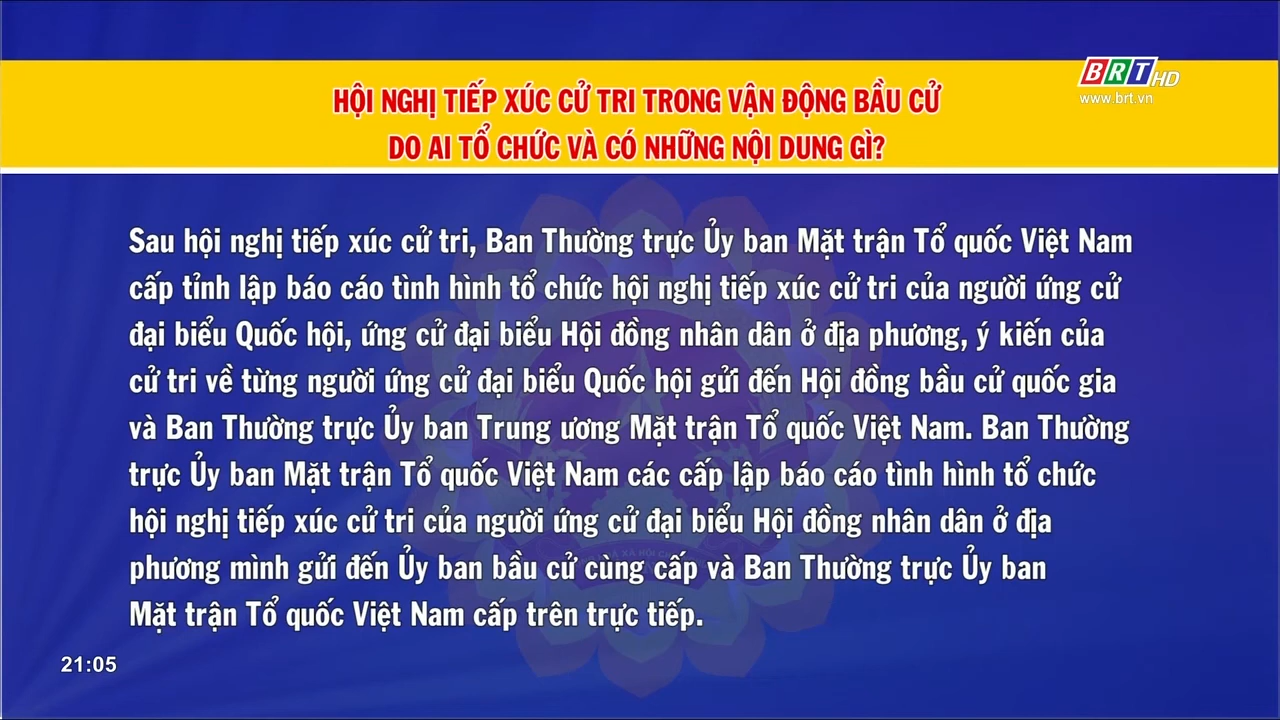 BRT HD
www.brt.vn
HỘI NGHỊ TIẾP XÚC CỬ TRI TRONG VẬN ĐỘNG BẦU CỬ
DO AI TỔ CHỨC VÀ CÓ NHỮNG NỘI DUNG GÌ?
Sau hội nghị tiếp xúc cử tri, Ban Thường trực Ủy ban Mặt trận Tổ quốc Việt Nam
cấp tỉnh lập báo cáo tình hình tổ chức hội nghị tiếp xúc cử tri của người ứng cử
đại biểu Quốc hội, ứng cử đại biểu Hội đồng nhân dân ở địa phương, ý kiến của
cử tri về từng người ứng cử đại biểu Quốc hội gửi đến Hội đồng bầu cử quốc gia
và Ban Thường trực Ủy ban Trung ương Mặt trận Tổ quốc Việt Nam. Ban Thường
trực Ủy ban Mặt trận Tổ quốc Việt Nam các cấp lập báo cáo tình hình tổ chức
hội nghị tiếp xúc cử tri của người ứng cử đại biểu Hội đồng nhân dân ở địa
phương mình gửi đến Ủy ban bầu cử cùng cấp và Ban Thường trực Ủy ban
Mặt trận Tổ quốc Việt Nam cấp trên trực tiếp.
21:05